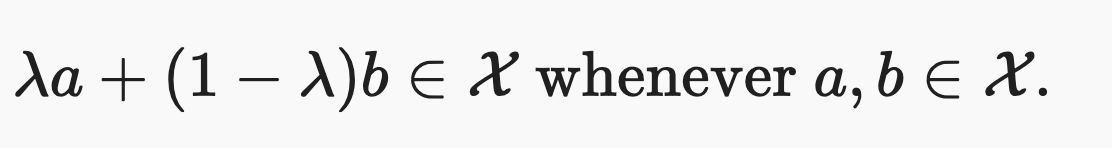 λa + (1 − λ)b ∈ 𝒳 whenever a, b ∈ 𝒳.